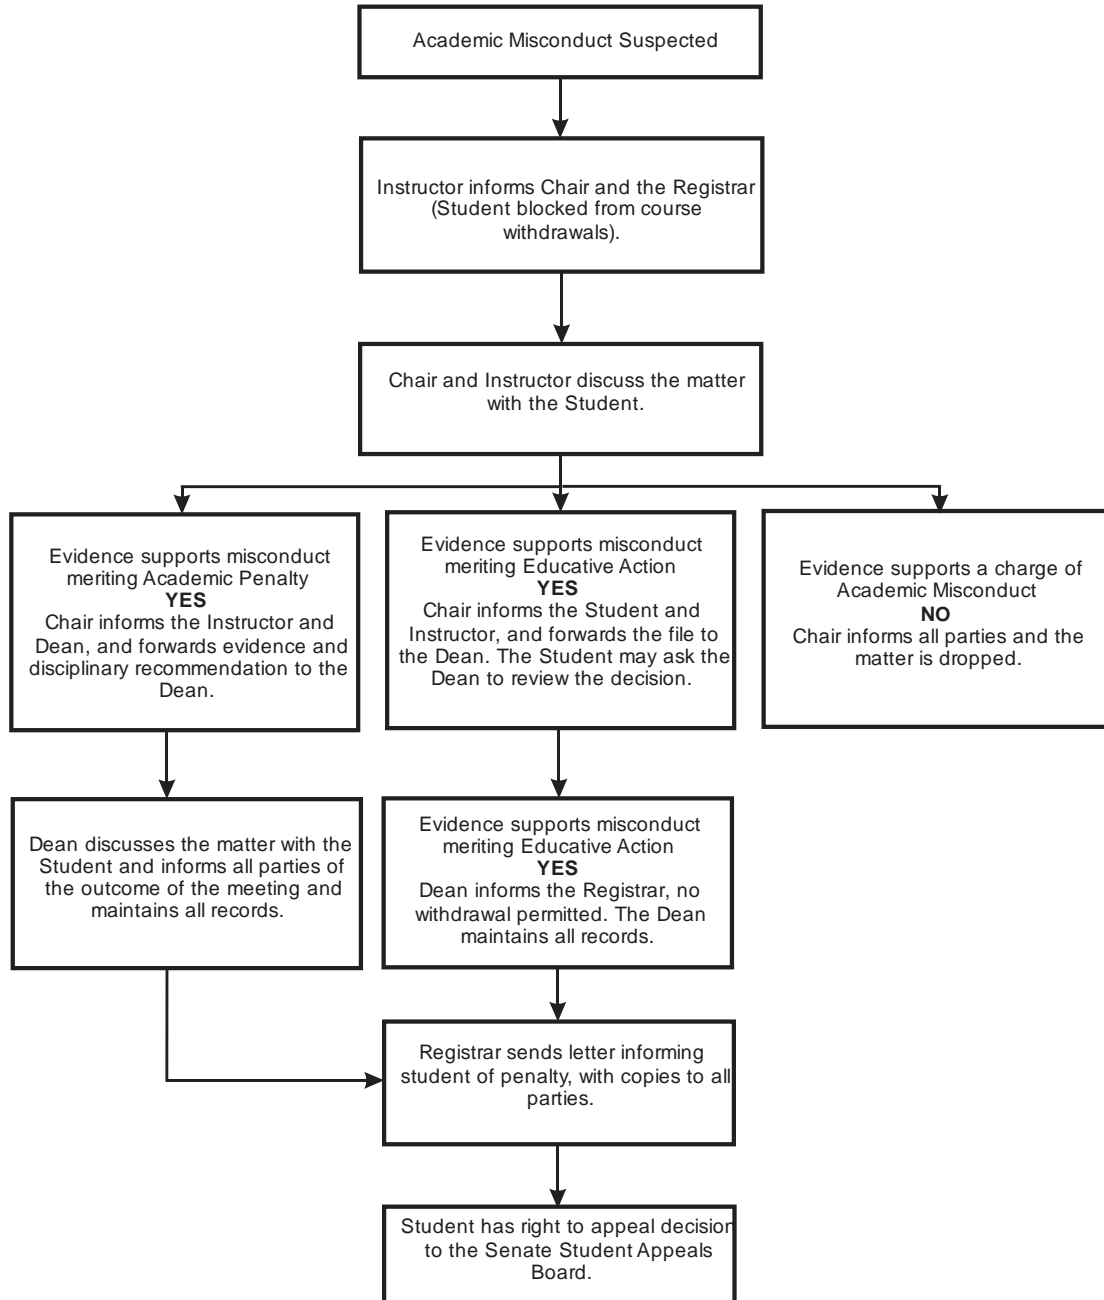 Academic Misconduct Suspected
Instructor informs Chair and the Registrar
(Student blocked from course
withdrawals).
Chair and Instructor discuss the matter
with the Student.
Evidence supports misconduct
meriting Academic Penalty
YES
Chair informs the Instructor and
Dean, and forwards evidence and
disciplinary recommendation to the
Dean.
Evidence supports misconduct
meriting Educative Action
YES
Chair informs the Student and
Instructor, and forwards the file to
the Dean. The Student may ask the
Dean to review the decision.
Evidence supports a charge of
Academic Misconduct
NO
Chair informs all parties and the
matter is dropped.
Dean discusses the matter with the
Student and informs all parties of
the outcome of the meeting and
maintains all records.
Evidence supports misconduct
meriting Educative Action
YES
Dean informs the Registrar, no
withdrawal permitted. The Dean
maintains all records.
Registrar sends letter informing
student of penalty, with copies to all
parties.
Student has right to appeal decision
to the Senate Student Appeals
Board.